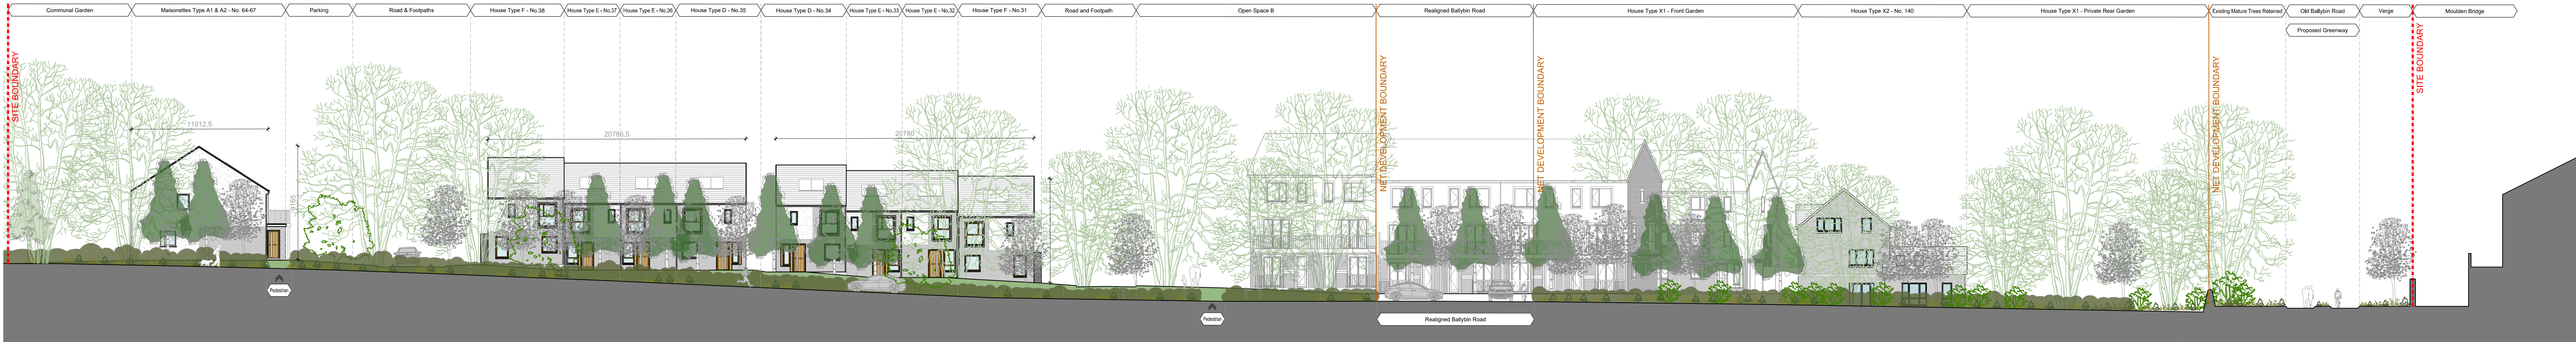 Communal Garden
Maisonettes Type A1 & A2 - No. 64-67
Parking
Road & Footpaths
House Type F - No.38
House Type E - No.37
House Type E - No.36
House Type D - No.35
House Type D - No.34
House Type E - No.33
House Type E - No.32
House Type F - No.31
Road and Footpath
Open Space B
Realigned Ballybin Road
House Type X1 - Front Garden
House Type X2 - No. 140
House Type X1 - Private Rear Garden
Existing Mature Trees Retained
Old Ballybin Road
Verge
Moulden Bridge
Proposed Greenway
SITE BOUNDARY
NET DEVELOPMENT BOUNDARY
NET DEVELOPMENT BOUNDARY
NET DEVELOPMENT BOUNDARY
SITE BOUNDARY
11012.5
20786.5
20780
9165
Pedestrian
Pedestrian
Realigned Ballybin Road